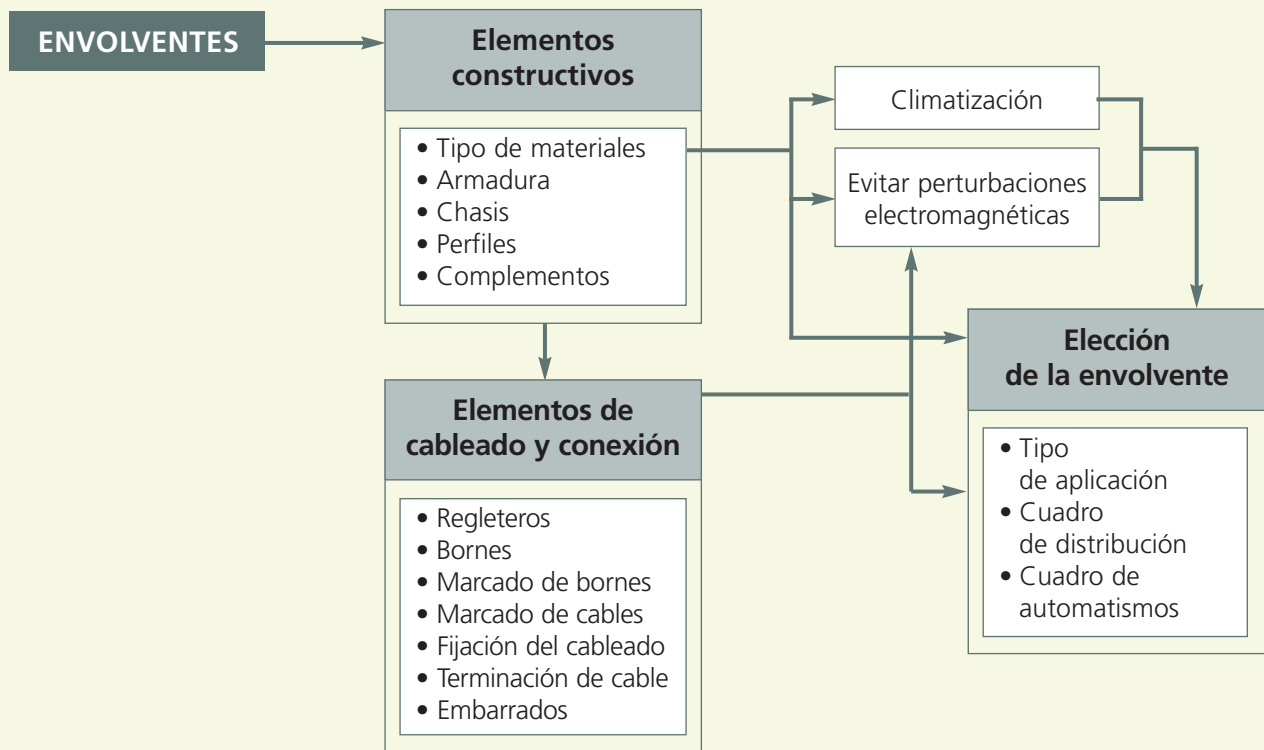 ENVOLVENTES
Elementos
constructivos
• Tipo de materiales
• Armadura
• Chasis
• Perfiles
• Complementos
Climatización
Evitar perturbaciones
electromagnéticas
Elementos de
cableado y conexión
• Regleteros
• Bornes
• Marcado de bornes
• Marcado de cables
• Fijación del cableado
• Terminación de cable
• Embarrados
Elección
de la envolvente
• Tipo
de aplicación
• Cuadro
de distribución
• Cuadro de
automatismos